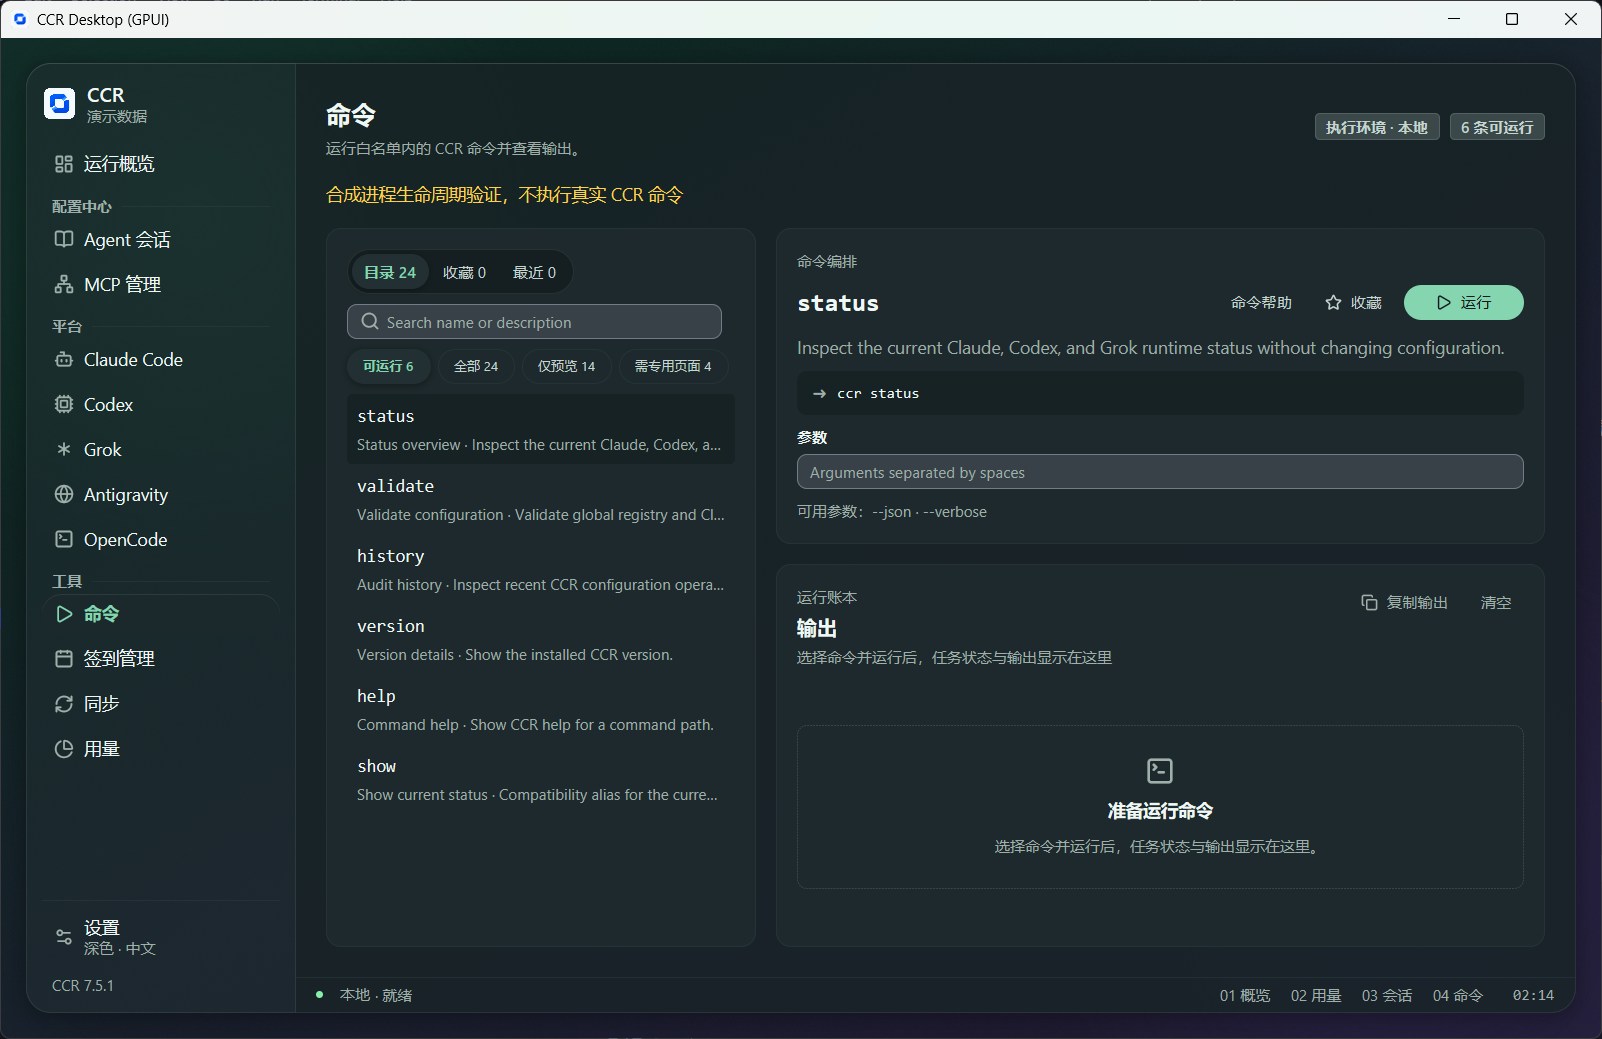 CCR Desktop (GPUI)
CCR
演示数据
运行概览
配置中心
Agent 会话
MCP 管理
平台
Claude Code
Codex
Grok
Antigravity
OpenCode
工具
命令
签到管理
同步
用量
设置
深色 · 中文
CCR 7.5.1
命令
运行白名单内的 CCR 命令并查看输出。
执行环境 · 本地
6 条可运行
合成进程生命周期验证，不执行真实 CCR 命令
目录 24 收藏 0 最近 0
Search name or description
可运行 6 全部 24 仅预览 14 需专用页面 4
status
Status overview · Inspect the current Claude, Codex, a...
validate
Validate configuration · Validate global registry and Cl...
history
Audit history · Inspect recent CCR configuration opera...
version
Version details · Show the installed CCR version.
help
Command help · Show CCR help for a command path.
show
Show current status · Compatibility alias for the curre...
命令编排
status
命令帮助 收藏 运行
Inspect the current Claude, Codex, and Grok runtime status without changing configuration.
→ ccr status
参数
Arguments separated by spaces
可用参数：--json · --verbose
运行账本
输出
复制输出 清空
选择命令并运行后，任务状态与输出显示在这里
准备运行命令
选择命令并运行后，任务状态与输出显示在这里。
本地 · 就绪
01 概览 02 用量 03 会话 04 命令 02:14